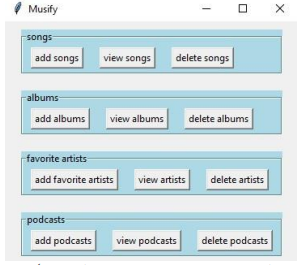 Musify
songs
add songs view songs delete songs
albums
add albums view albums delete albums
favorite artists
add favorite artists view artists delete artists
podcasts
add podcasts view podcasts delete podcasts